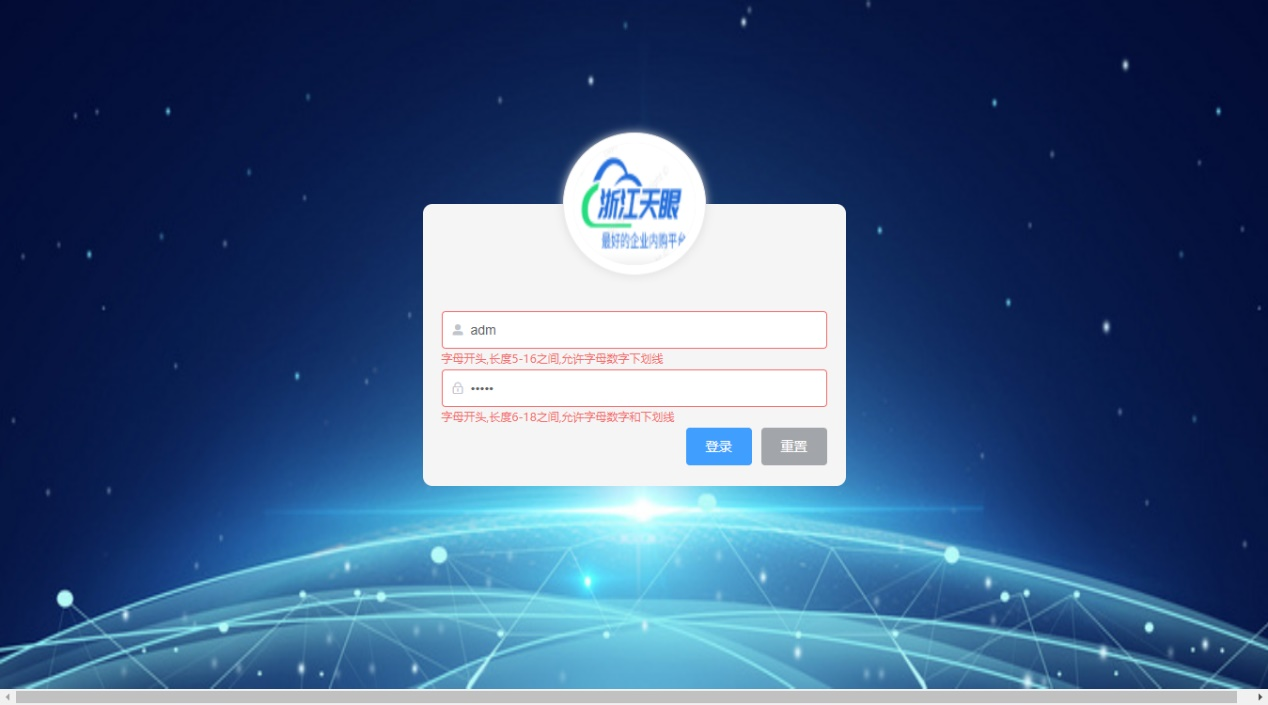 浙江天眼
最好的企业内购平台
adm
字母开头,长度5-16之间,允许字母数字下划线
•••••
字母开头,长度6-18之间,允许字母数字和下划线
登录
重置